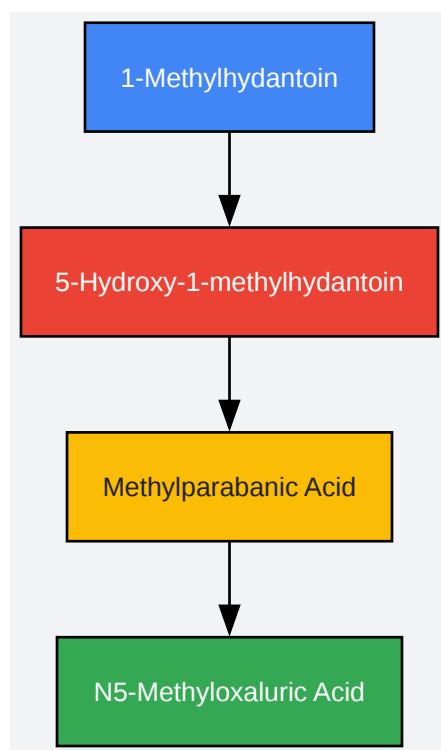 1-Methylhydantoin
5-Hydroxy-1-methylhydantoin
Methylparabanic Acid
N5-Methyloxaluric Acid